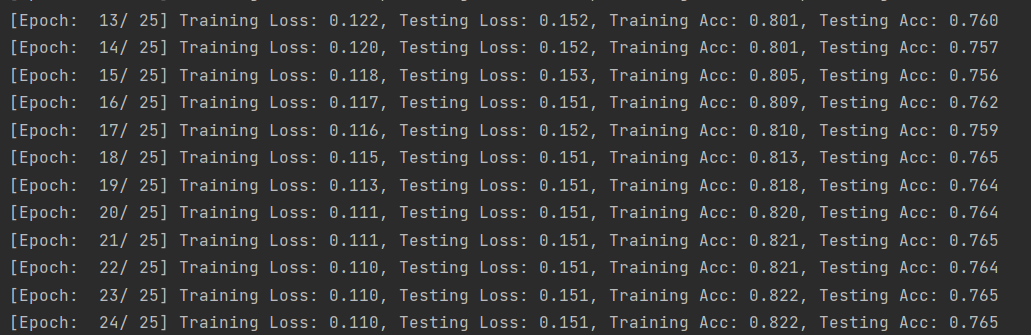 [Epoch:  13/ 25] Training Loss: 0.122, Testing Loss: 0.152, Training Acc: 0.801, Testing Acc: 0.760
[Epoch:  14/ 25] Training Loss: 0.120, Testing Loss: 0.152, Training Acc: 0.801, Testing Acc: 0.757
[Epoch:  15/ 25] Training Loss: 0.118, Testing Loss: 0.153, Training Acc: 0.805, Testing Acc: 0.756
[Epoch:  16/ 25] Training Loss: 0.117, Testing Loss: 0.151, Training Acc: 0.809, Testing Acc: 0.762
[Epoch:  17/ 25] Training Loss: 0.116, Testing Loss: 0.152, Training Acc: 0.810, Testing Acc: 0.759
[Epoch:  18/ 25] Training Loss: 0.115, Testing Loss: 0.151, Training Acc: 0.813, Testing Acc: 0.765
[Epoch:  19/ 25] Training Loss: 0.113, Testing Loss: 0.151, Training Acc: 0.818, Testing Acc: 0.764
[Epoch:  20/ 25] Training Loss: 0.111, Testing Loss: 0.151, Training Acc: 0.820, Testing Acc: 0.764
[Epoch:  21/ 25] Training Loss: 0.111, Testing Loss: 0.151, Training Acc: 0.821, Testing Acc: 0.765
[Epoch:  22/ 25] Training Loss: 0.110, Testing Loss: 0.151, Training Acc: 0.821, Testing Acc: 0.764
[Epoch:  23/ 25] Training Loss: 0.110, Testing Loss: 0.151, Training Acc: 0.822, Testing Acc: 0.765
[Epoch:  24/ 25] Training Loss: 0.110, Testing Loss: 0.151, Training Acc: 0.822, Testing Acc: 0.765